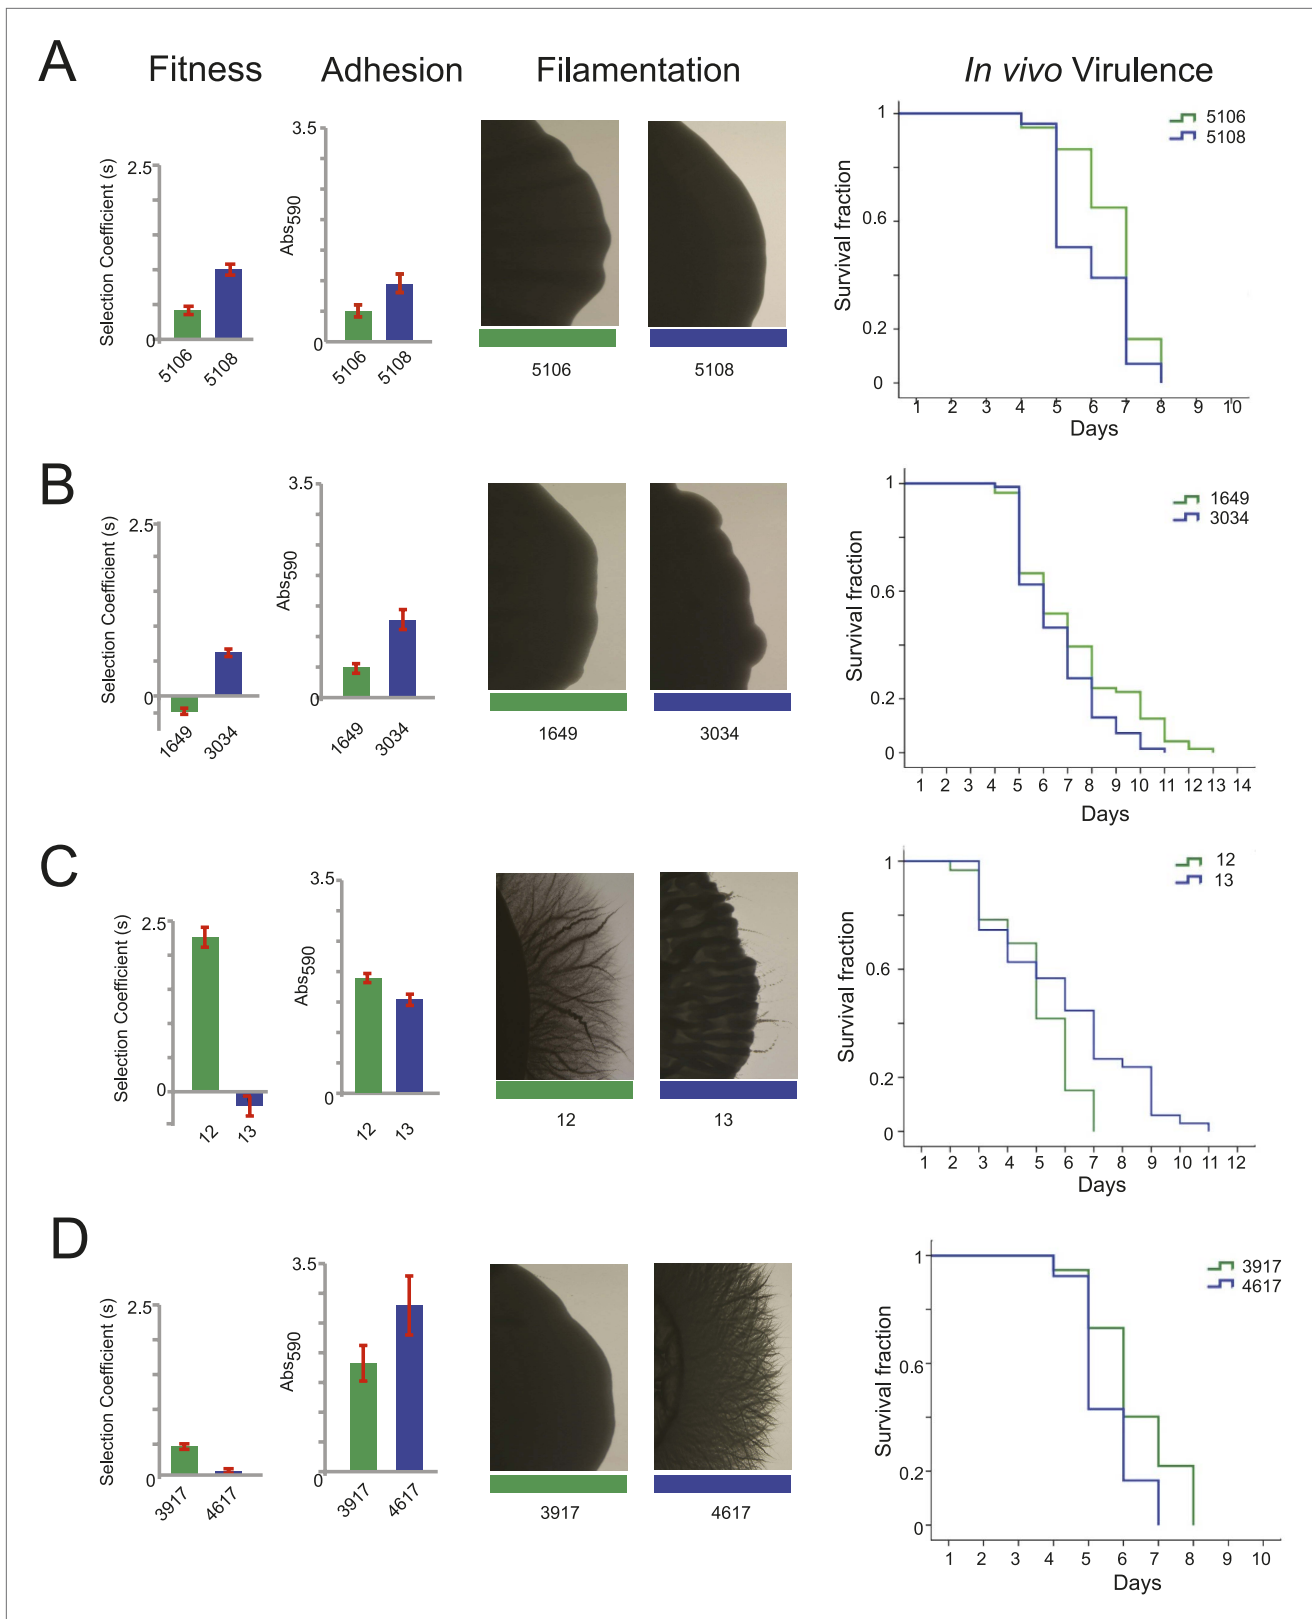 A
Fitness
Adhesion
Filamentation
In vivo Virulence
Selection Coefficient (s)
2.5
0
5106
5108
Abs590
3.5
0
5106
5108
5106
5108
Survival fraction
1
0.6
0.2
0
5106
5108
1 2 3 4 5 6 7 8 9 10
Days
B
Selection Coefficient (s)
2.5
0
1649
3034
Abs590
3.5
0
1649
3034
1649
3034
Survival fraction
1
0.6
0.2
0
1649
3034
1 2 3 4 5 6 7 8 9 10 11 12 13 14
Days
C
Selection Coefficient (s)
2.5
0
12
13
Abs590
3.5
0
12
13
12
13
Survival fraction
1
0.6
0.2
0
12
13
1 2 3 4 5 6 7 8 9 10 11 12
Days
D
Selection Coefficient (s)
2.5
0
3917
4617
Abs590
3.5
0
3917
4617
3917
4617
Survival fraction
1
0.6
0.2
0
3917
4617
1 2 3 4 5 6 7 8 9 10
Days